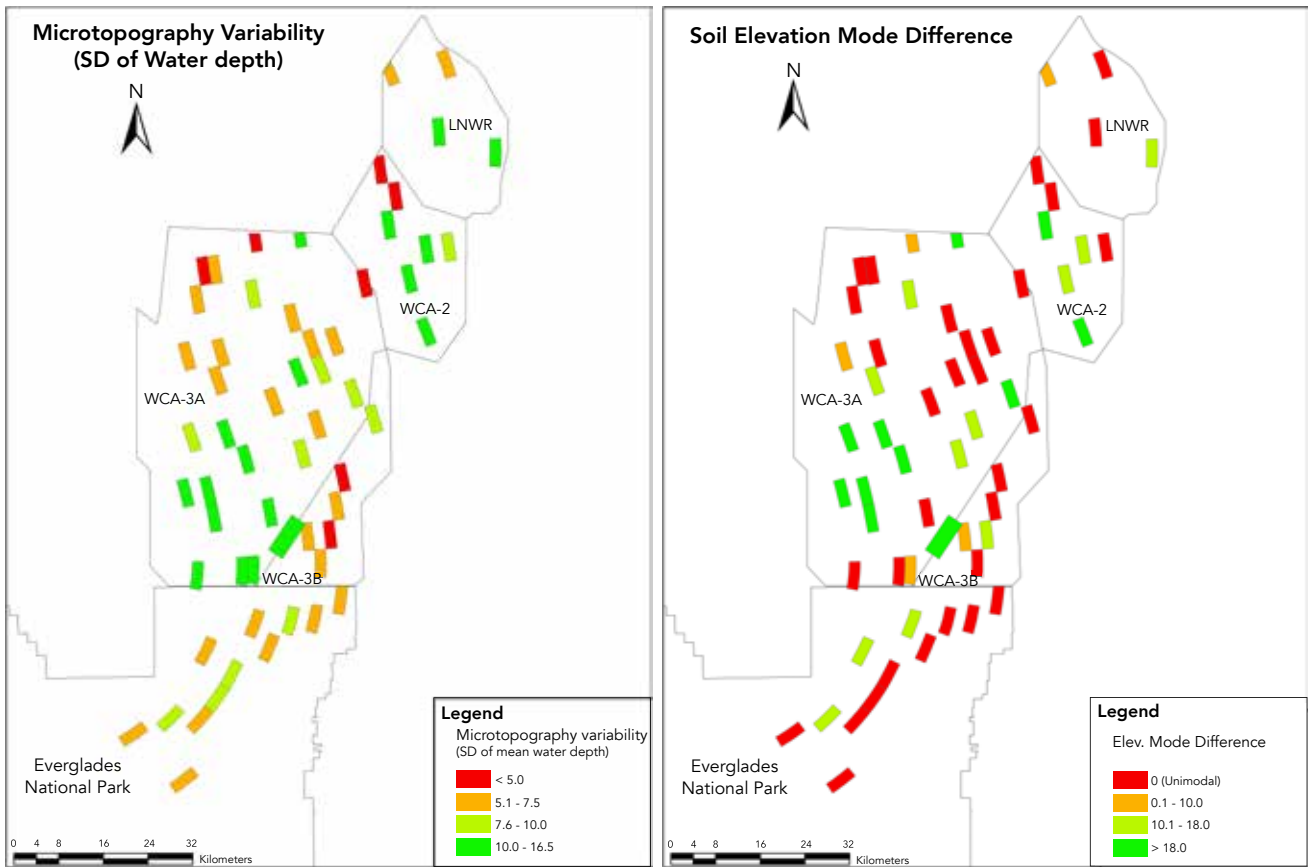 Microtopography Variability
(SD of Water depth)
N
LNWR
WCA-2
WCA-3A
WCA-3B
Everglades
National Park
Legend
Microtopography variability
(SD of mean water depth)
< 5.0
5.1 - 7.5
7.6 - 10.0
10.0 - 16.5
0 4 8 16 24 32
Kilometers
Soil Elevation Mode Difference
N
LNWR
WCA-2
WCA-3A
WCA-3B
Everglades
National Park
Legend
Elev. Mode Difference
0 (Unimodal)
0.1 - 10.0
10.1 - 18.0
> 18.0
0 4 8 16 24 32
Kilometers